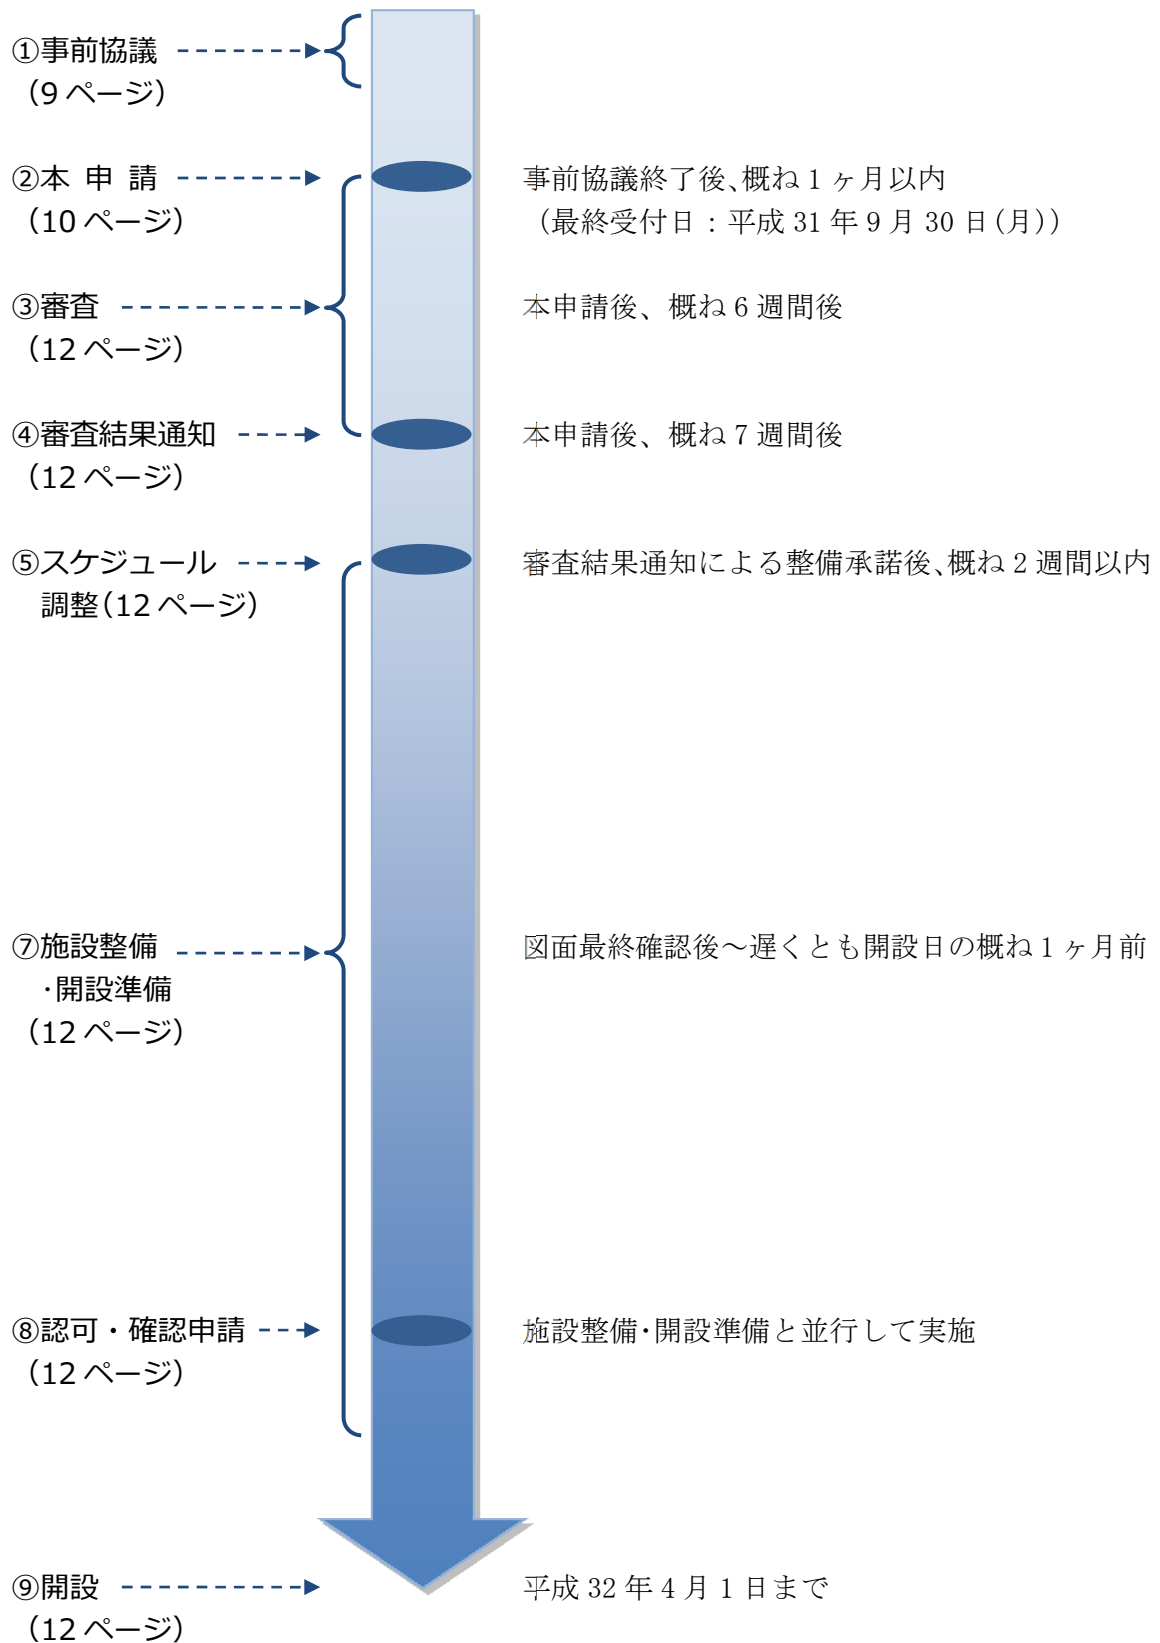 ①事前協議
(9 ページ)
②本 申 請
事前協議終了後、概ね 1 ヶ月以内
(10 ページ)
(最終受付日：平成 31 年 9 月 30 日(月))
③審査
本申請後、概ね 6 週間後
(12 ページ)
④審査結果通知
本申請後、概ね 7 週間後
(12 ページ)
⑤スケジュール
審査結果通知による整備承諾後、概ね 2 週間以内
調整(12 ページ)
⑦施設整備
図面最終確認後～遅くとも開設日の概ね 1 ヶ月前
・開設準備
(12 ページ)
⑧認可・確認申請
施設整備・開設準備と並行して実施
(12 ページ)
⑨開設
平成 32 年 4 月 1 日まで
(12 ページ)